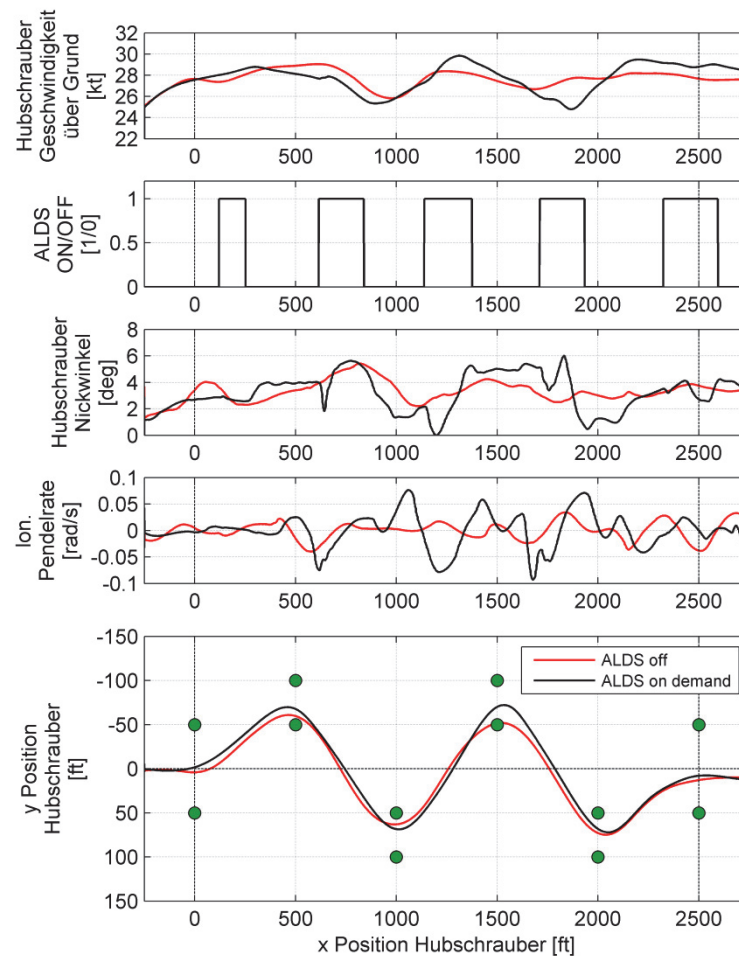 Hubschrauber
Geschwindigkeit
über Grund
[kt]
32
30
28
26
24
22
0 500 1000 1500 2000 2500
ALDS
ON/OFF
[1/0]
1
0.5
0
0 500 1000 1500 2000 2500
Hubschrauber
Nickwinkel
[deg]
8
6
4
2
0
0 500 1000 1500 2000 2500
lon.
Pendelrate
[rad/s]
0.1
0.05
0
-0.05
-0.1
0 500 1000 1500 2000 2500
y Position
Hubschrauber
[ft]
-150
-100
-50
0
50
100
150
ALDS off
ALDS on demand
0 500 1000 1500 2000 2500
x Position Hubschrauber [ft]